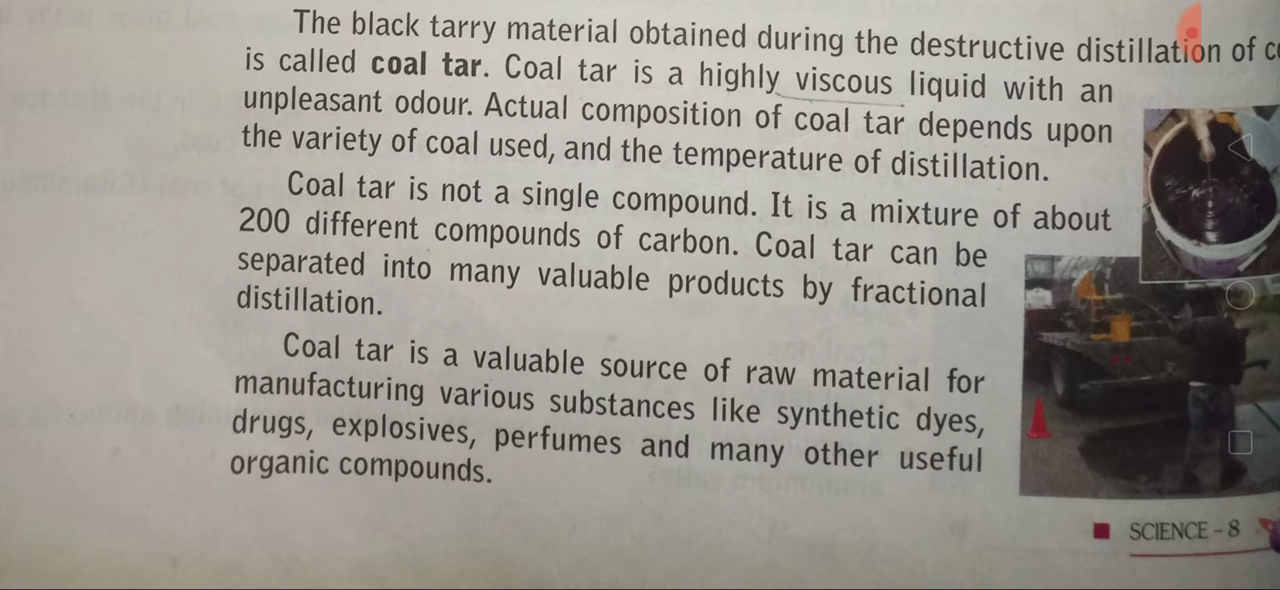 The black tarry material obtained during the destructive distillation of
is called coal tar. Coal tar is a highly viscous liquid with an
unpleasant odour. Actual composition of coal tar depends upon
the variety of coal used, and the temperature of distillation.
Coal tar is not a single compound. It is a mixture of about
200 different compounds of carbon. Coal tar can be
separated into many valuable products by fractional
distillation.
Coal tar is a valuable source of raw material for
manufacturing various substances like synthetic dyes,
drugs, explosives, perfumes and many other useful
organic compounds.
SCIENCE – 8